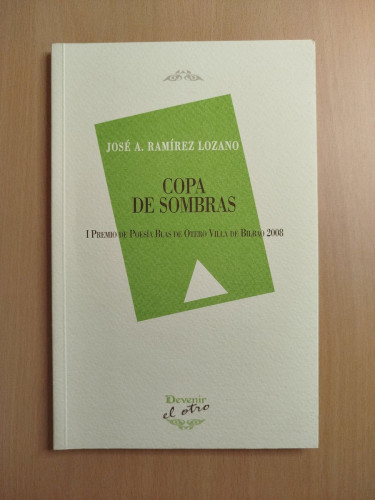 JOSÉ A. RAMÍREZ LOZANO
COPA
DE SOMBRAS
I PREMIO DE POESÍA BLAS DE OTERO VILLA DE BILBAO 2008
Devenir
el otro